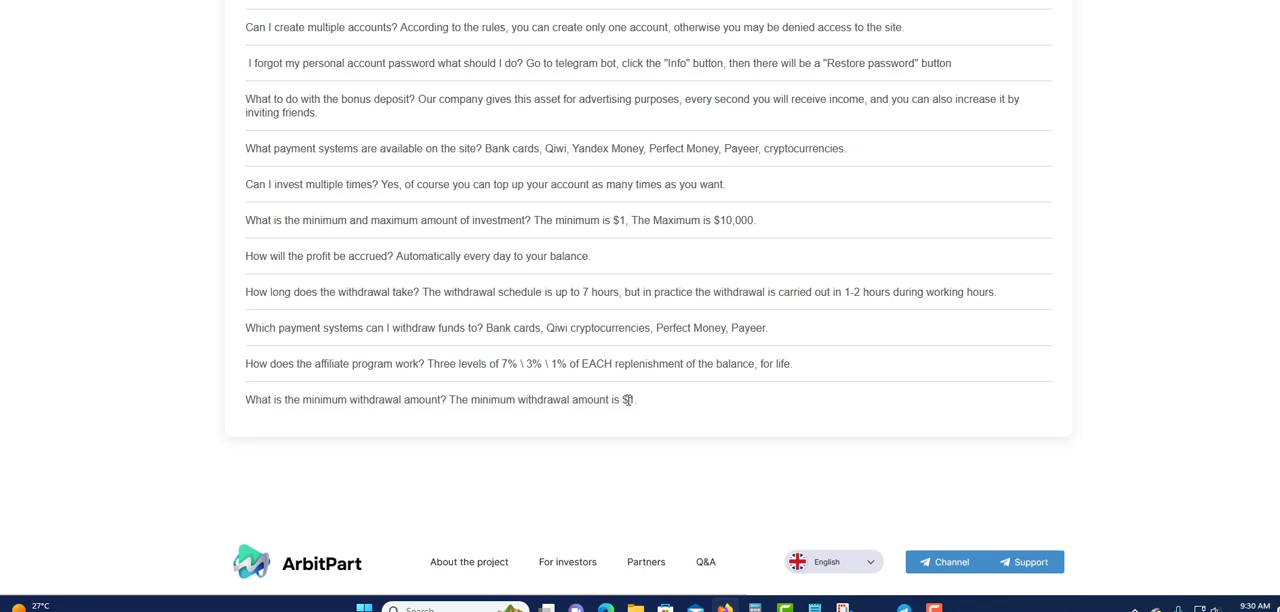 Can I create multiple accounts? According to the rules, you can create only one account, otherwise you may be denied access to the site.
I forgot my personal account password what should I do? Go to telegram bot, click the "Info" button, then there will be a "Restore password" button
What to do with the bonus deposit? Our company gives this asset for advertising purposes, every second you will receive income, and you can also increase it by
inviting friends.
What payment systems are available on the site? Bank cards, Qiwi, Yandex Money, Perfect Money, Payeer, cryptocurrencies.
Can I invest multiple times? Yes, of course you can top up your account as many times as you want.
What is the minimum and maximum amount of investment? The minimum is $1, The Maximum is $10,000.
How will the profit be accrued? Automatically every day to your balance.
How long does the withdrawal take? The withdrawal schedule is up to 7 hours, but in practice the withdrawal is carried out in 1-2 hours during working hours.
Which payment systems can I withdraw funds to? Bank cards, Qiwi cryptocurrencies, Perfect Money, Payeer.
How does the affiliate program work? Three levels of 7% \ 3% \ 1% of EACH replenishment of the balance, for life.
What is the minimum withdrawal amount? The minimum withdrawal amount is $1.
ArbitPart About the project For investors Partners Q&A English Channel Support
27°C Search 9:30 AM